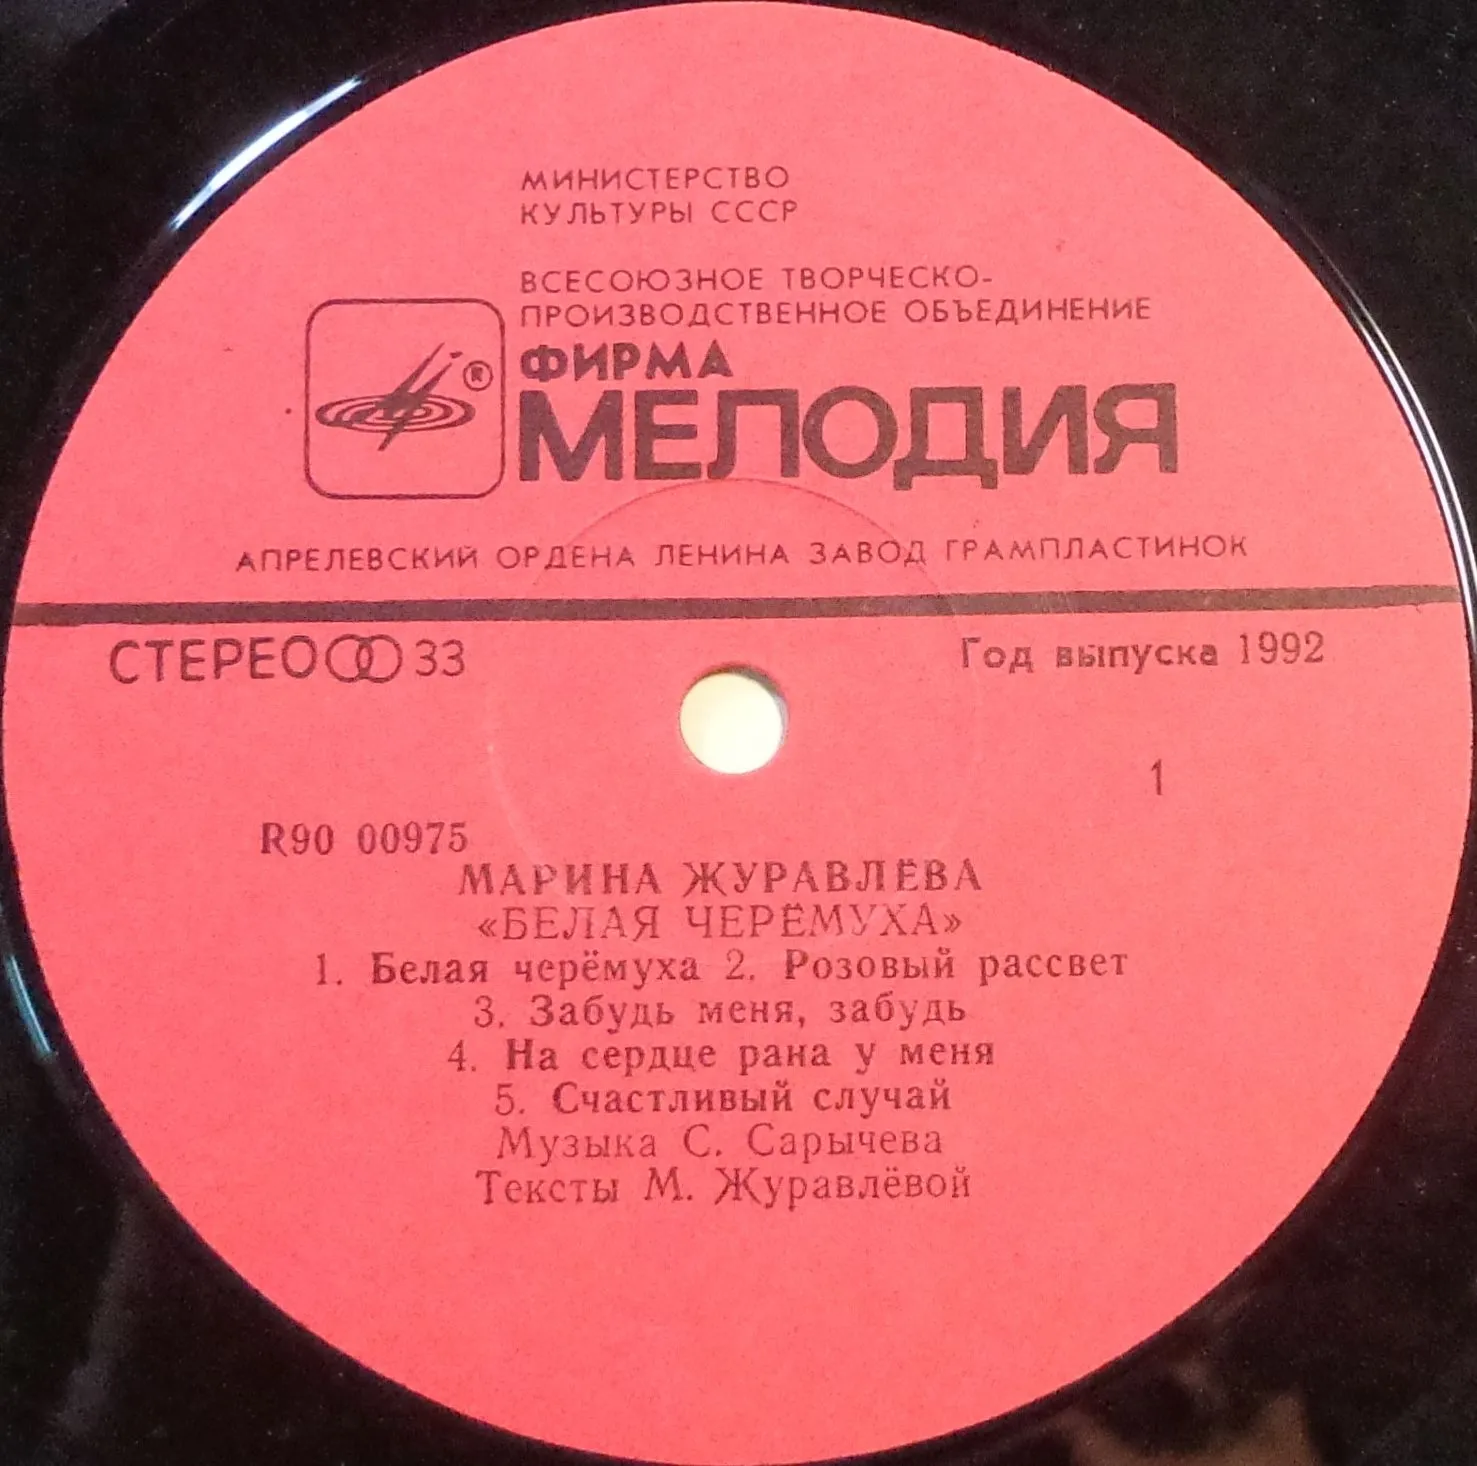 МИНИСТЕРСТВО
КУЛЬТУРЫ СССР
ВСЕСОЮЗНОЕ ТВОРЧЕСКО-
ПРОИЗВОДСТВЕННОЕ ОБЪЕДИНЕНИЕ
ФИРМА
®
МЕЛОДИЯ
АПРЕЛЕВСКИЙ ОРДЕНА ЛЕНИНА ЗАВОД ГРАМПЛАСТИНОК
СТЕРЕО 33
Год выпуска 1992
1
R90 00975
МАРИНА ЖУРАВЛЁВА
«БЕЛАЯ ЧЕРЁМУХА»
1. Белая черёмуха 2. Розовый рассвет
3. Забудь меня, забудь
4. На сердце рана у меня
5. Счастливый случай
Музыка С. Сарычева
Тексты М. Журавлёвой